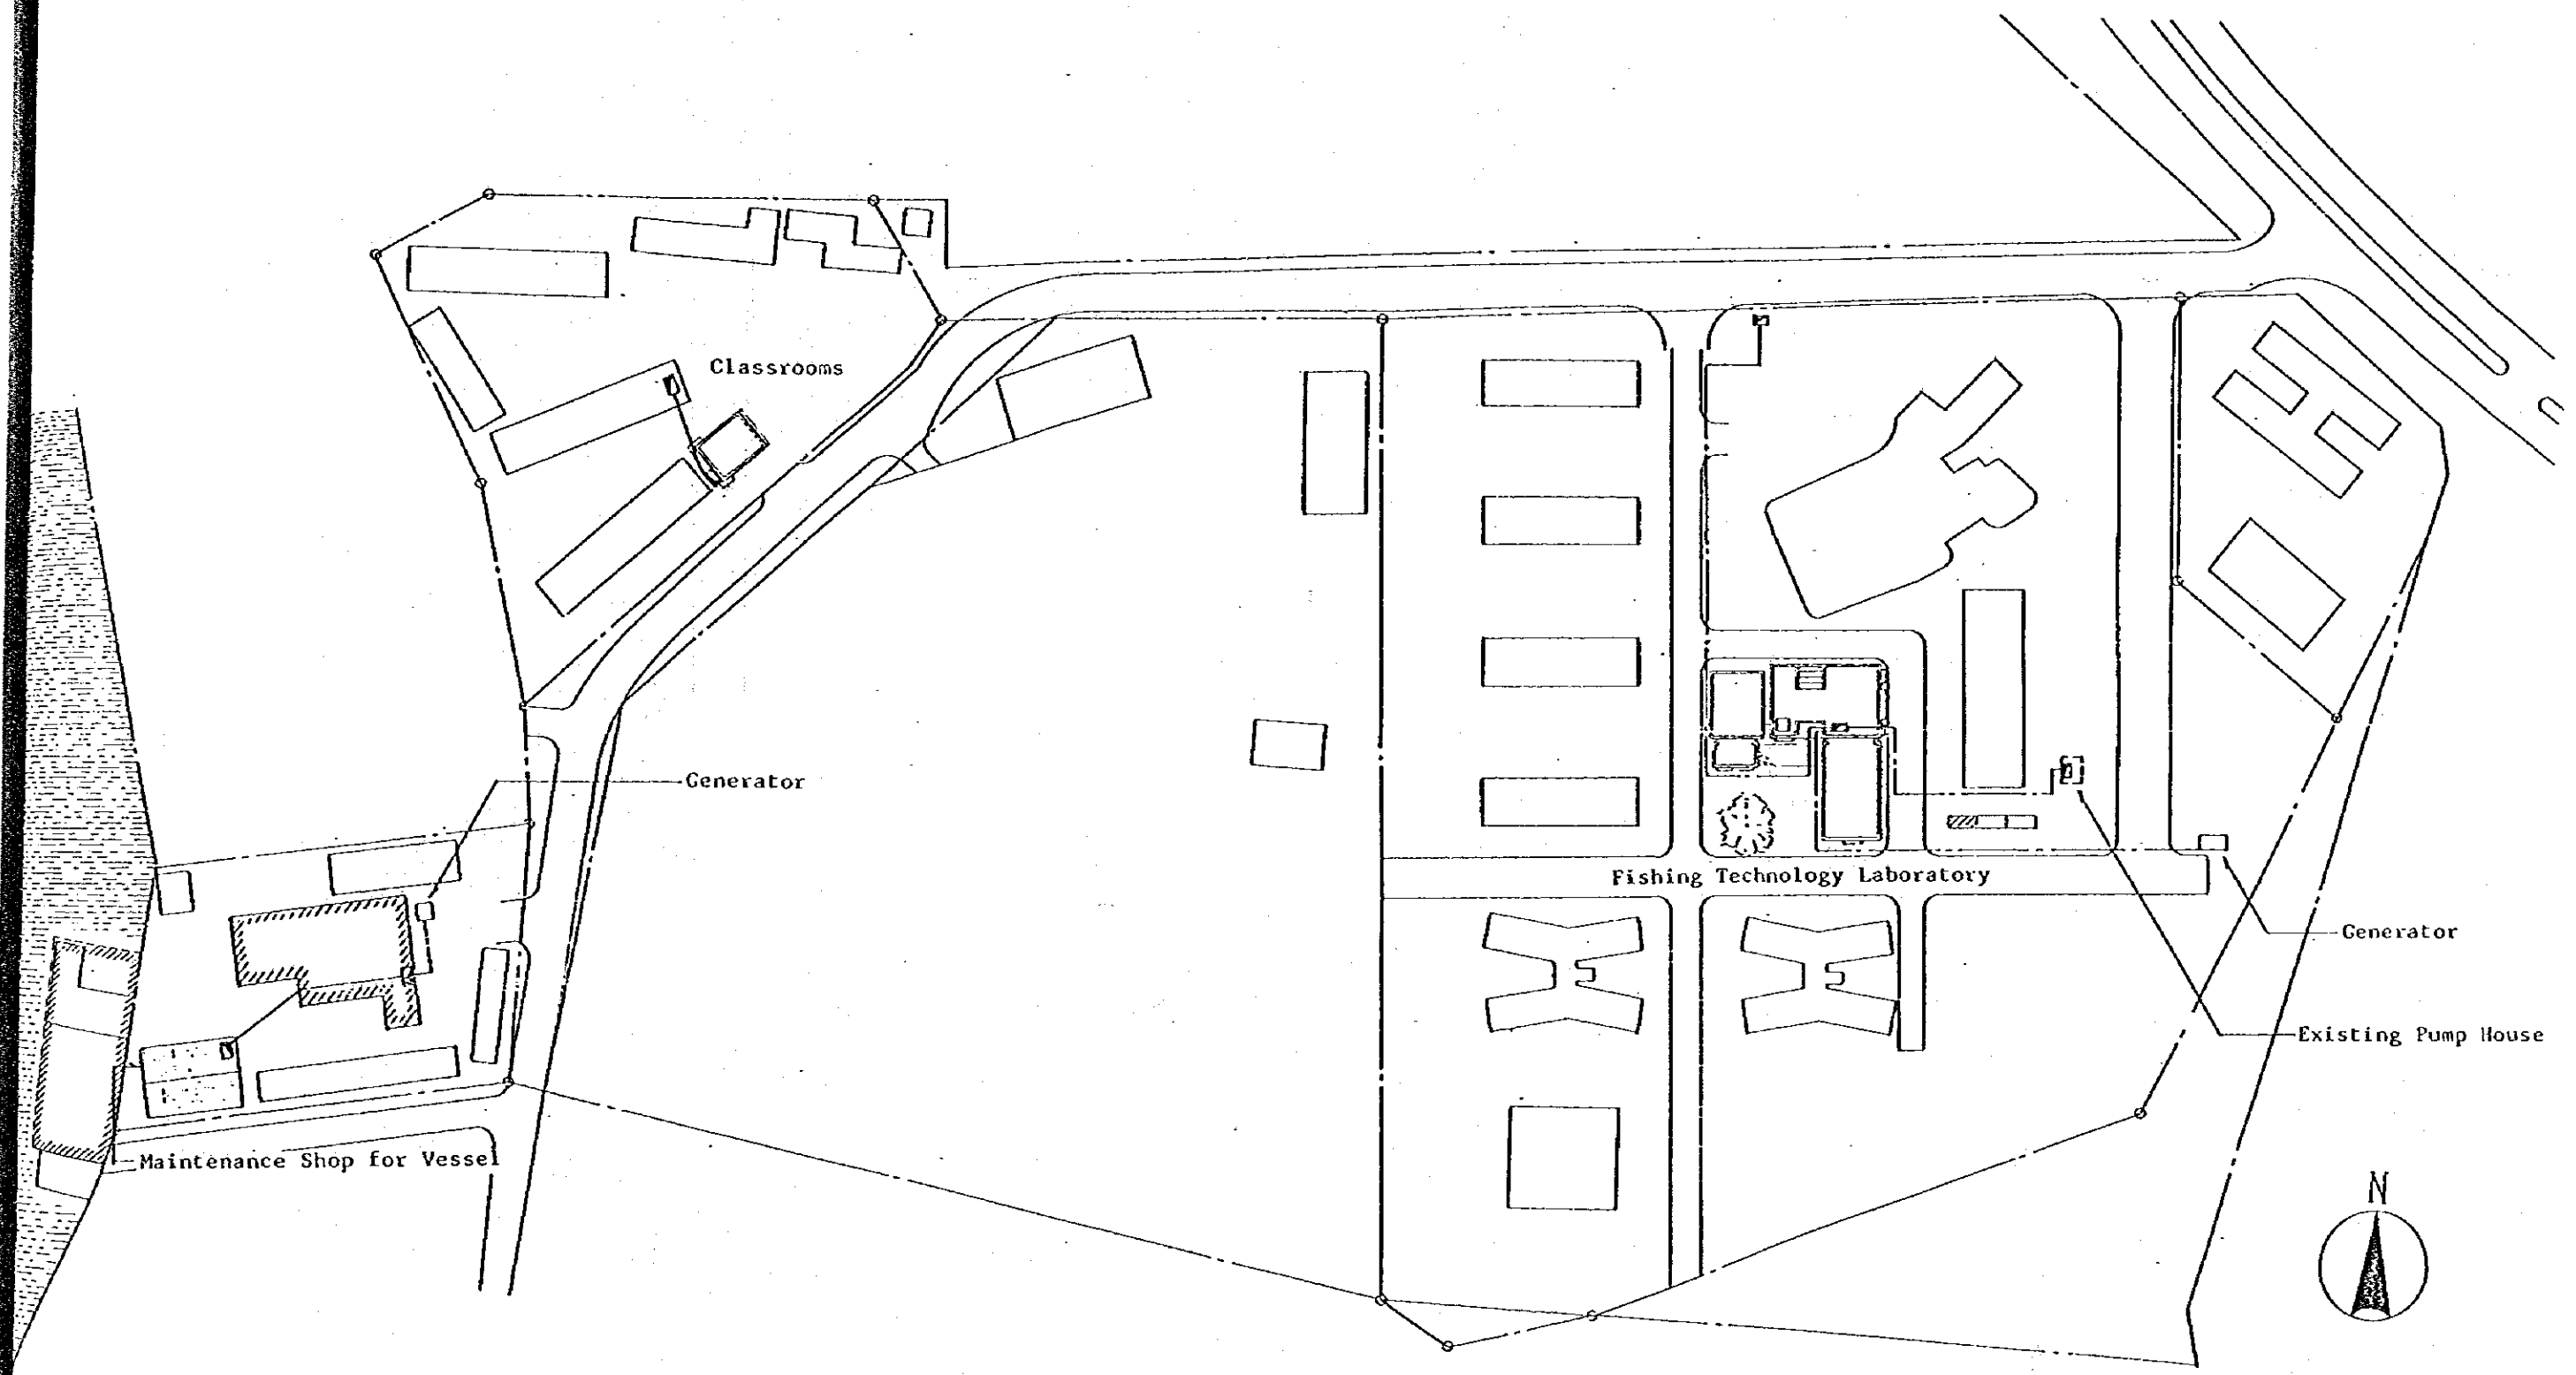 Classrooms
Generator
Fishing Technology Laboratory
Generator
Existing Pump House
Maintenance Shop for Vessel
N